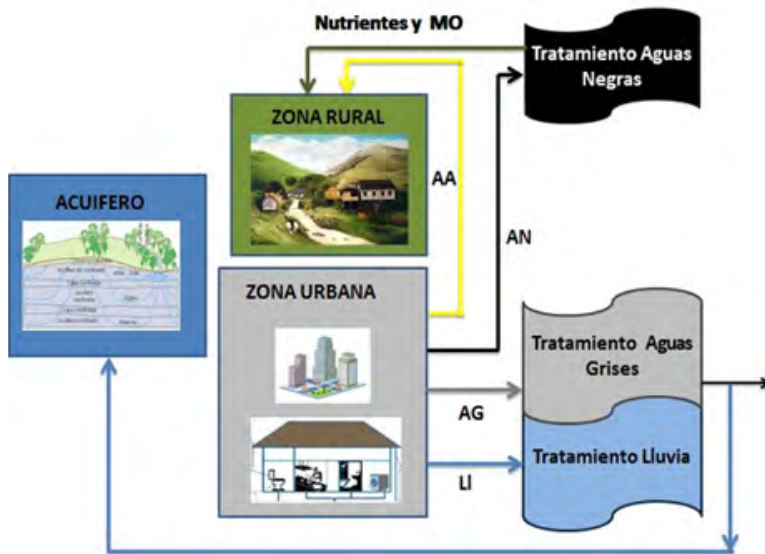 Nutrientes y MO
Tratamiento Aguas
Negras
ZONA RURAL
AA
ACUIFERO
AN
ZONA URBANA
Tratamiento Aguas
Grises
AG
Tratamiento Lluvia
Ll